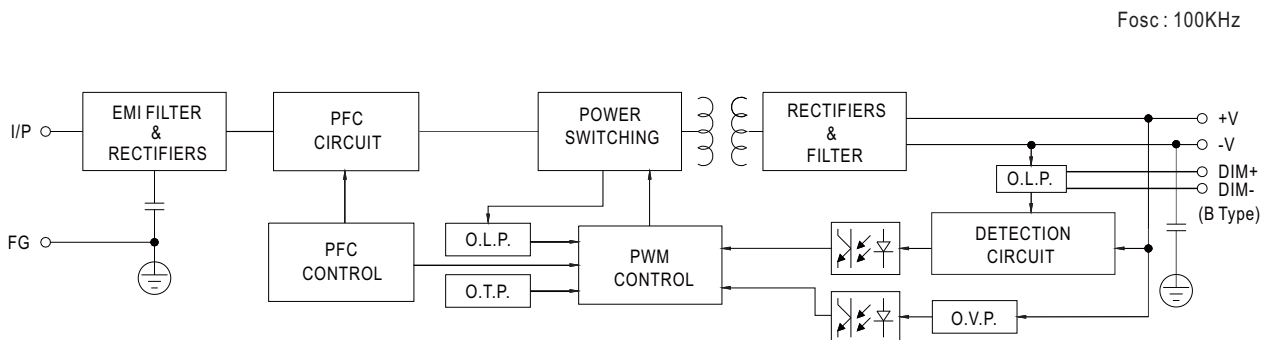 Fosc : 100KHz
I/P
EMI FILTER
&
RECTIFIERS
PFC
CIRCUIT
POWER
SWITCHING
RECTIFIERS
&
FILTER
+V
-V
O.L.P.
DIM+
DIM-
(B Type)
FG
PFC
CONTROL
O.L.P.
O.T.P.
PWM
CONTROL
DETECTION
CIRCUIT
O.V.P.